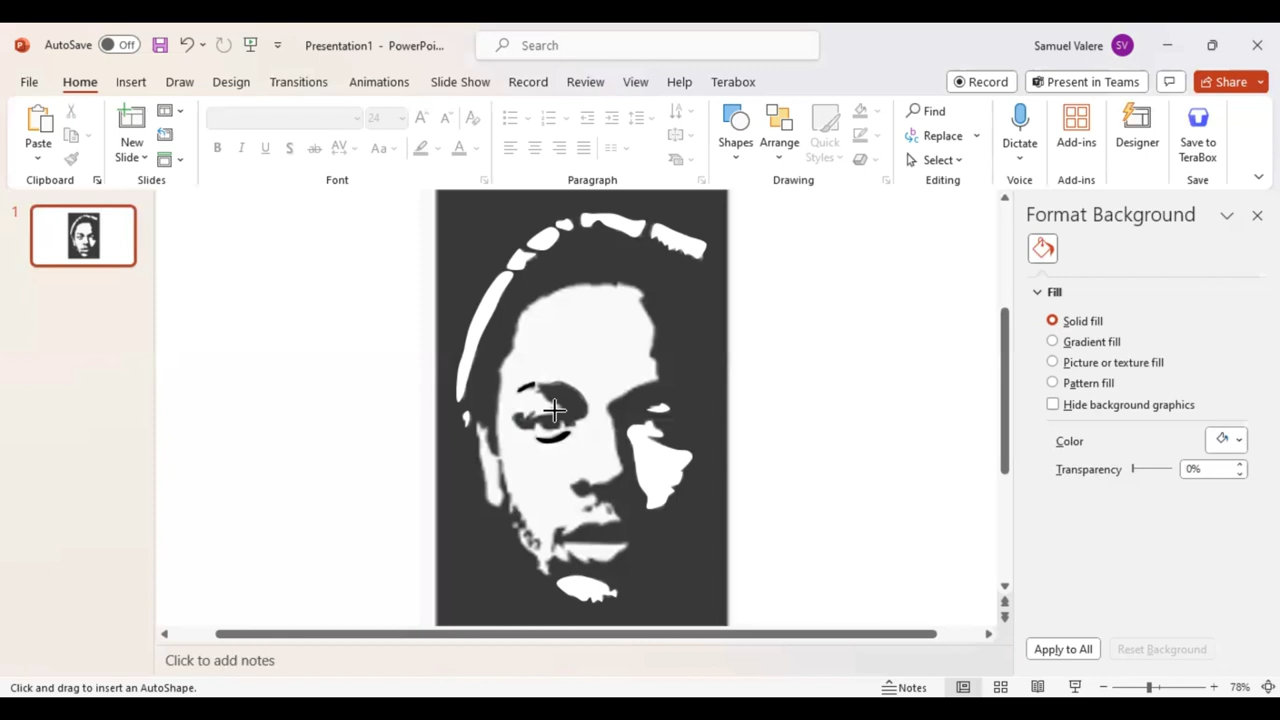 AutoSave Off Presentation1 - PowerPoi... Search Samuel Valere SV
File Home Insert Draw Design Transitions Animations Slide Show Record Review View Help Terabox Record Present in Teams Share
Paste New Slide 24 B I U S ab AV Aa A Shapes Arrange Quick Styles Find Replace Select Dictate Add-ins Designer Save to TeraBox
Clipboard Slides Font Paragraph Drawing Editing Voice Add-ins Save
1
Format Background
Fill
Solid fill
Gradient fill
Picture or texture fill
Pattern fill
Hide background graphics
Color
Transparency 0%
Apply to All Reset Background
Click to add notes
Click and drag to insert an AutoShape. Notes 78%